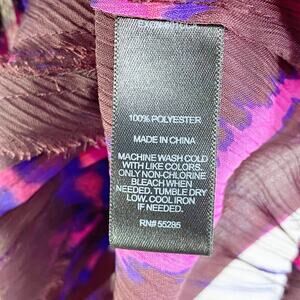 100% POLYESTER
MADE IN CHINA
MACHINE WASH COLD
WITH LIKE COLORS.
ONLY NON-CHLORINE
BLEACH WHEN
NEEDED. TUMBLE DRY
LOW. COOL IRON
IF NEEDED.
RN# 55285